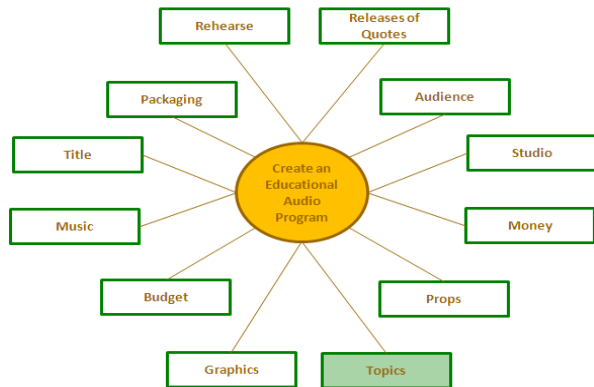 Rehearse
Releases of
Quotes
Packaging
Audience
Title
Create an
Educational
Audio
Program
Studio
Music
Money
Budget
Props
Graphics
Topics